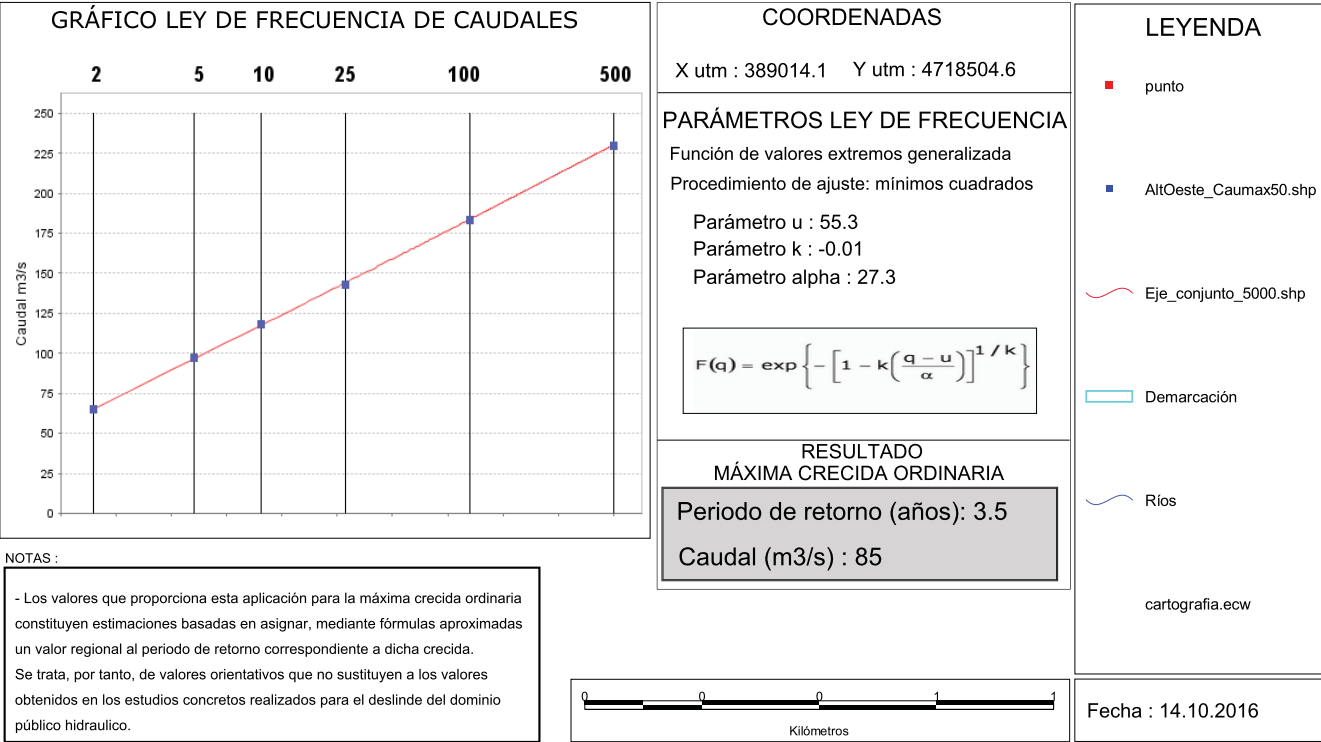 GRÁFICO LEY DE FRECUENCIA DE CAUDALES
2 5 10 25 100 500
250
225
200
175
150
125
100
75
50
25
0
Caudal m3/s
COORDENADAS
X utm : 389014.1 Y utm : 4718504.6
PARÁMETROS LEY DE FRECUENCIA
Función de valores extremos generalizada
Procedimiento de ajuste: mínimos cuadrados
Parámetro u : 55.3
Parámetro k : -0.01
Parámetro alpha : 27.3
F(q) = exp{-[1 - k((q - u)/α)]^1/k}
RESULTADO
MÁXIMA CRECIDA ORDINARIA
Periodo de retorno (años): 3.5
Caudal (m3/s) : 85
LEYENDA
punto
AltOeste_Caumax50.shp
Eje_conjunto_5000.shp
Demarcación
Ríos
cartografia.ecw
NOTAS :
- Los valores que proporciona esta aplicación para la máxima crecida ordinaria
constituyen estimaciones basadas en asignar, mediante fórmulas aproximadas
un valor regional al periodo de retorno correspondiente a dicha crecida.
Se trata, por tanto, de valores orientativos que no sustituyen a los valores
obtenidos en los estudios concretos realizados para el deslinde del dominio
público hidraulico.
0 0 0 1 1
Kilómetros
Fecha : 14.10.2016